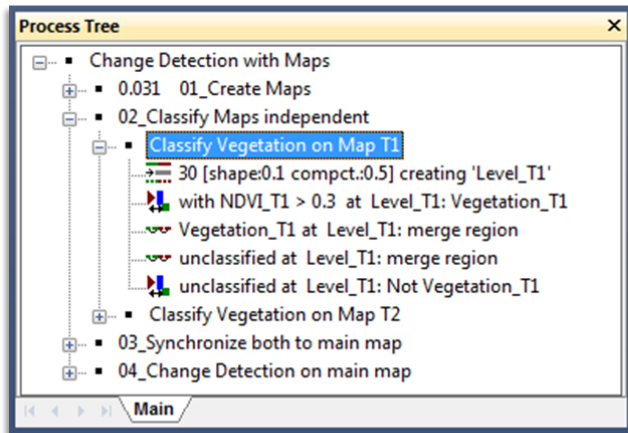 Process Tree
Change Detection with Maps
0.031 01_Create Maps
02_Classify Maps independent
Classify Vegetation on Map T1
30 [shape:0.1 compct.:0.5] creating 'Level_T1'
with NDVI_T1 > 0.3 at Level_T1: Vegetation_T1
Vegetation_T1 at Level_T1: merge region
unclassified at Level_T1: merge region
unclassified at Level_T1: Not Vegetation_T1
Classify Vegetation on Map T2
03_Synchronize both to main map
04_Change Detection on main map
Main